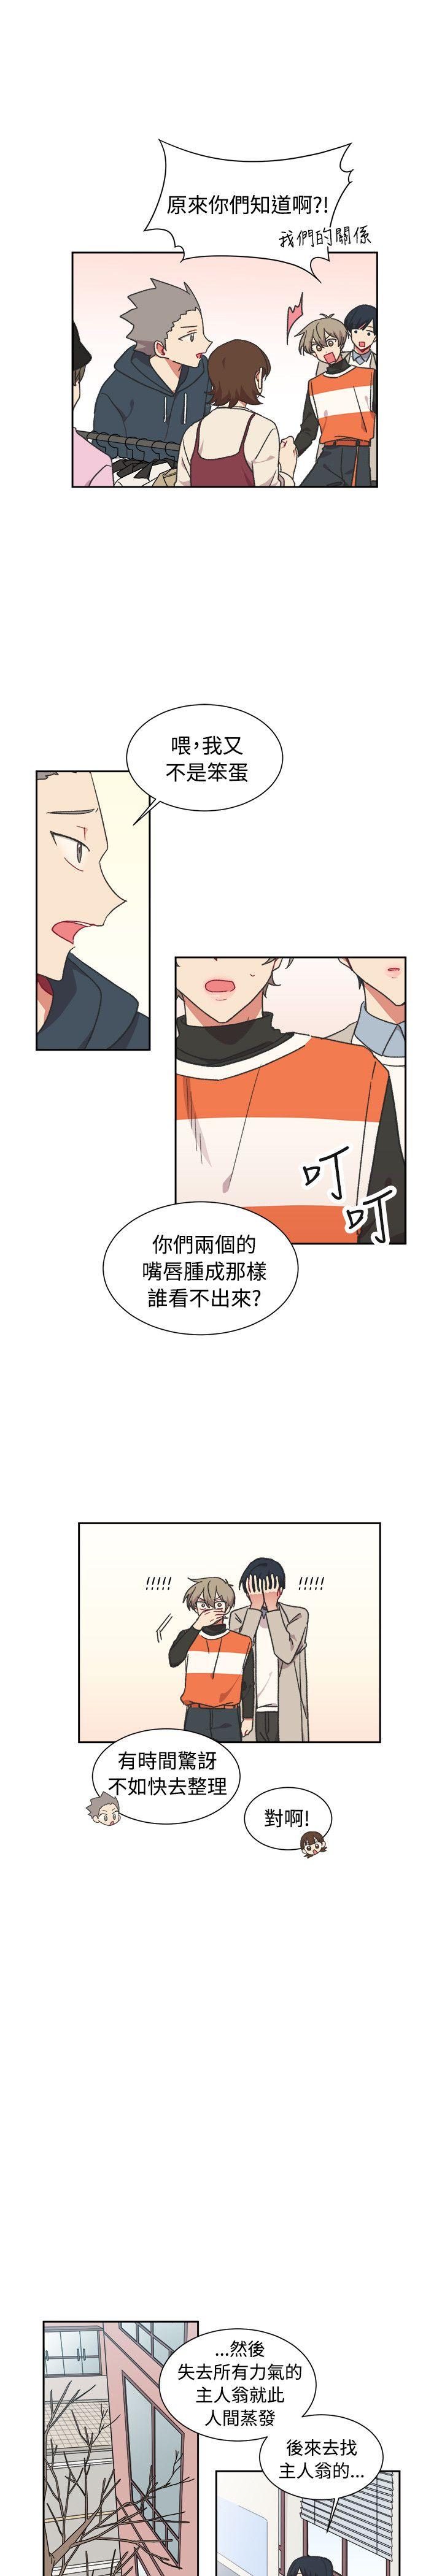 原來你們知道啊?!
我們的關係
喂,我又
不是笨蛋
叮
叮
你們兩個的
嘴唇腫成那樣
誰看不出來?
!!!!!
!!!!!
有時間驚訝
不如快去整理
對啊!
...然後
失去所有力氣的
主人翁就此
人間蒸發
後來去找
主人翁的...